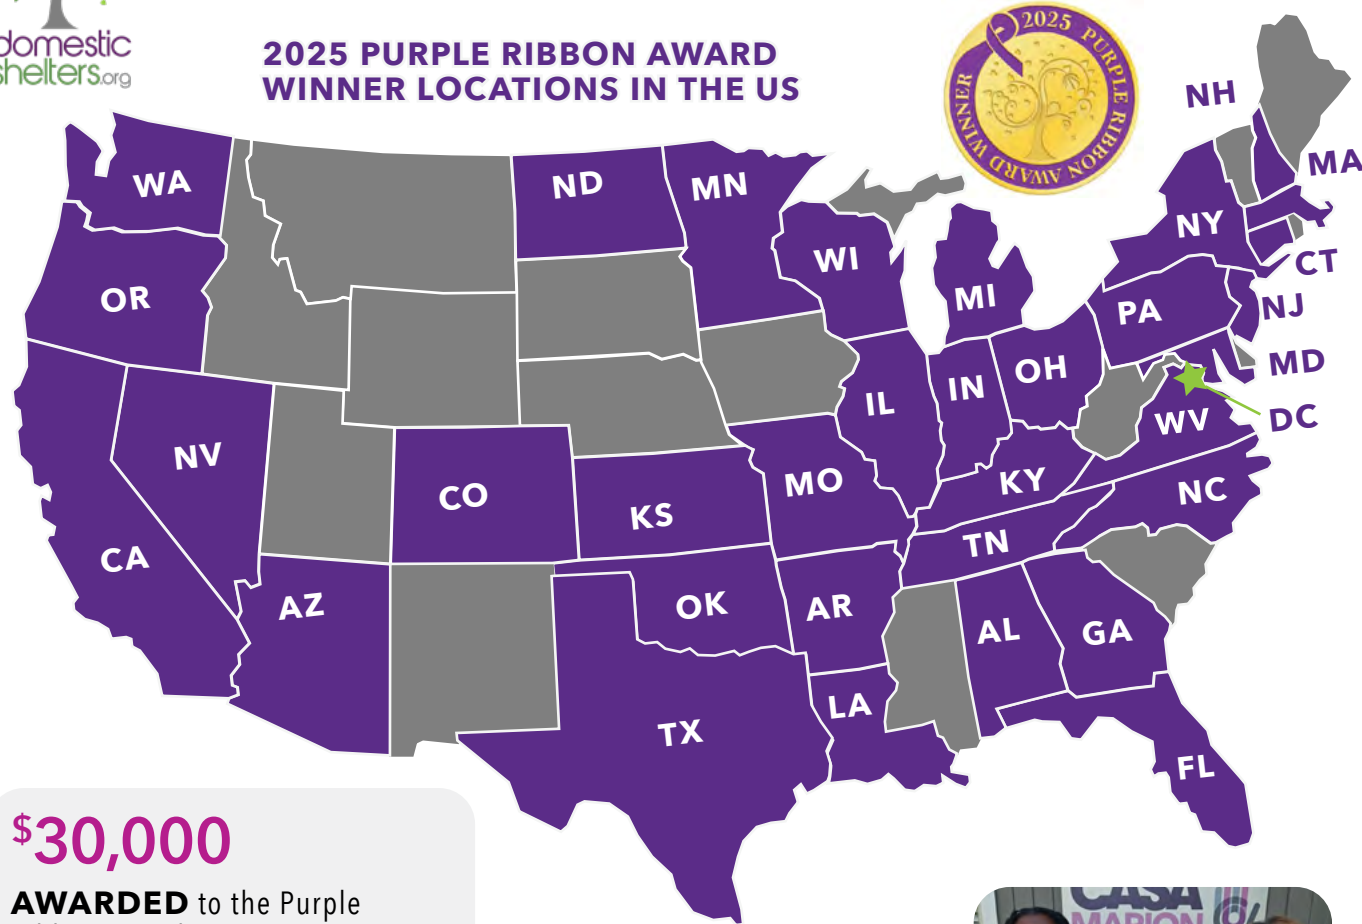 domestic
shelters.org
2025 PURPLE RIBBON AWARD
WINNER LOCATIONS IN THE US
2025 PURPLE RIBBON AWARD WINNER
NH
MA
WA
ND
MN
NY
WI
CT
OR
MI
PA
NJ
OH
MD
IN
IL
DC
WV
NV
KY
CO
MO
NC
KS
TN
CA
AZ
OK
AR
AL
GA
LA
TX
FL
$30,000
AWARDED to the Purple
CASA
MARION